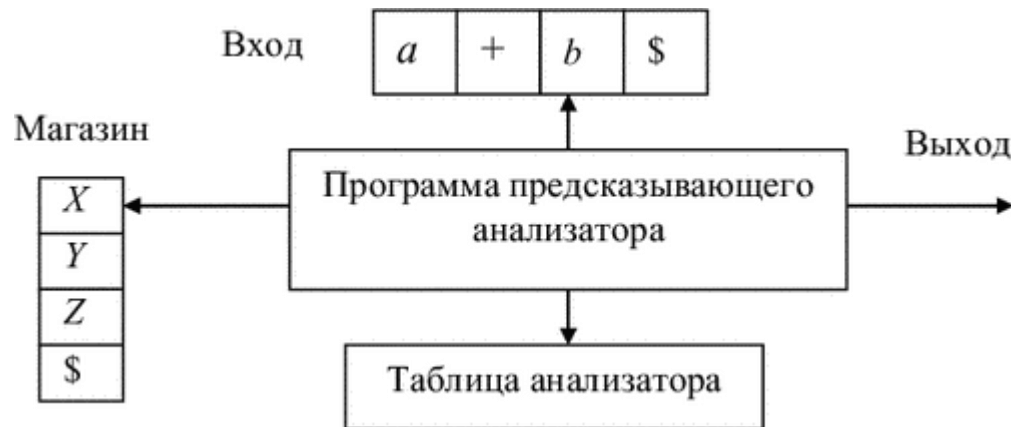 Вход
a + b $
Магазин
Выход
X
Y
Z
$
Программа предсказывающего
анализатора
Таблица анализатора